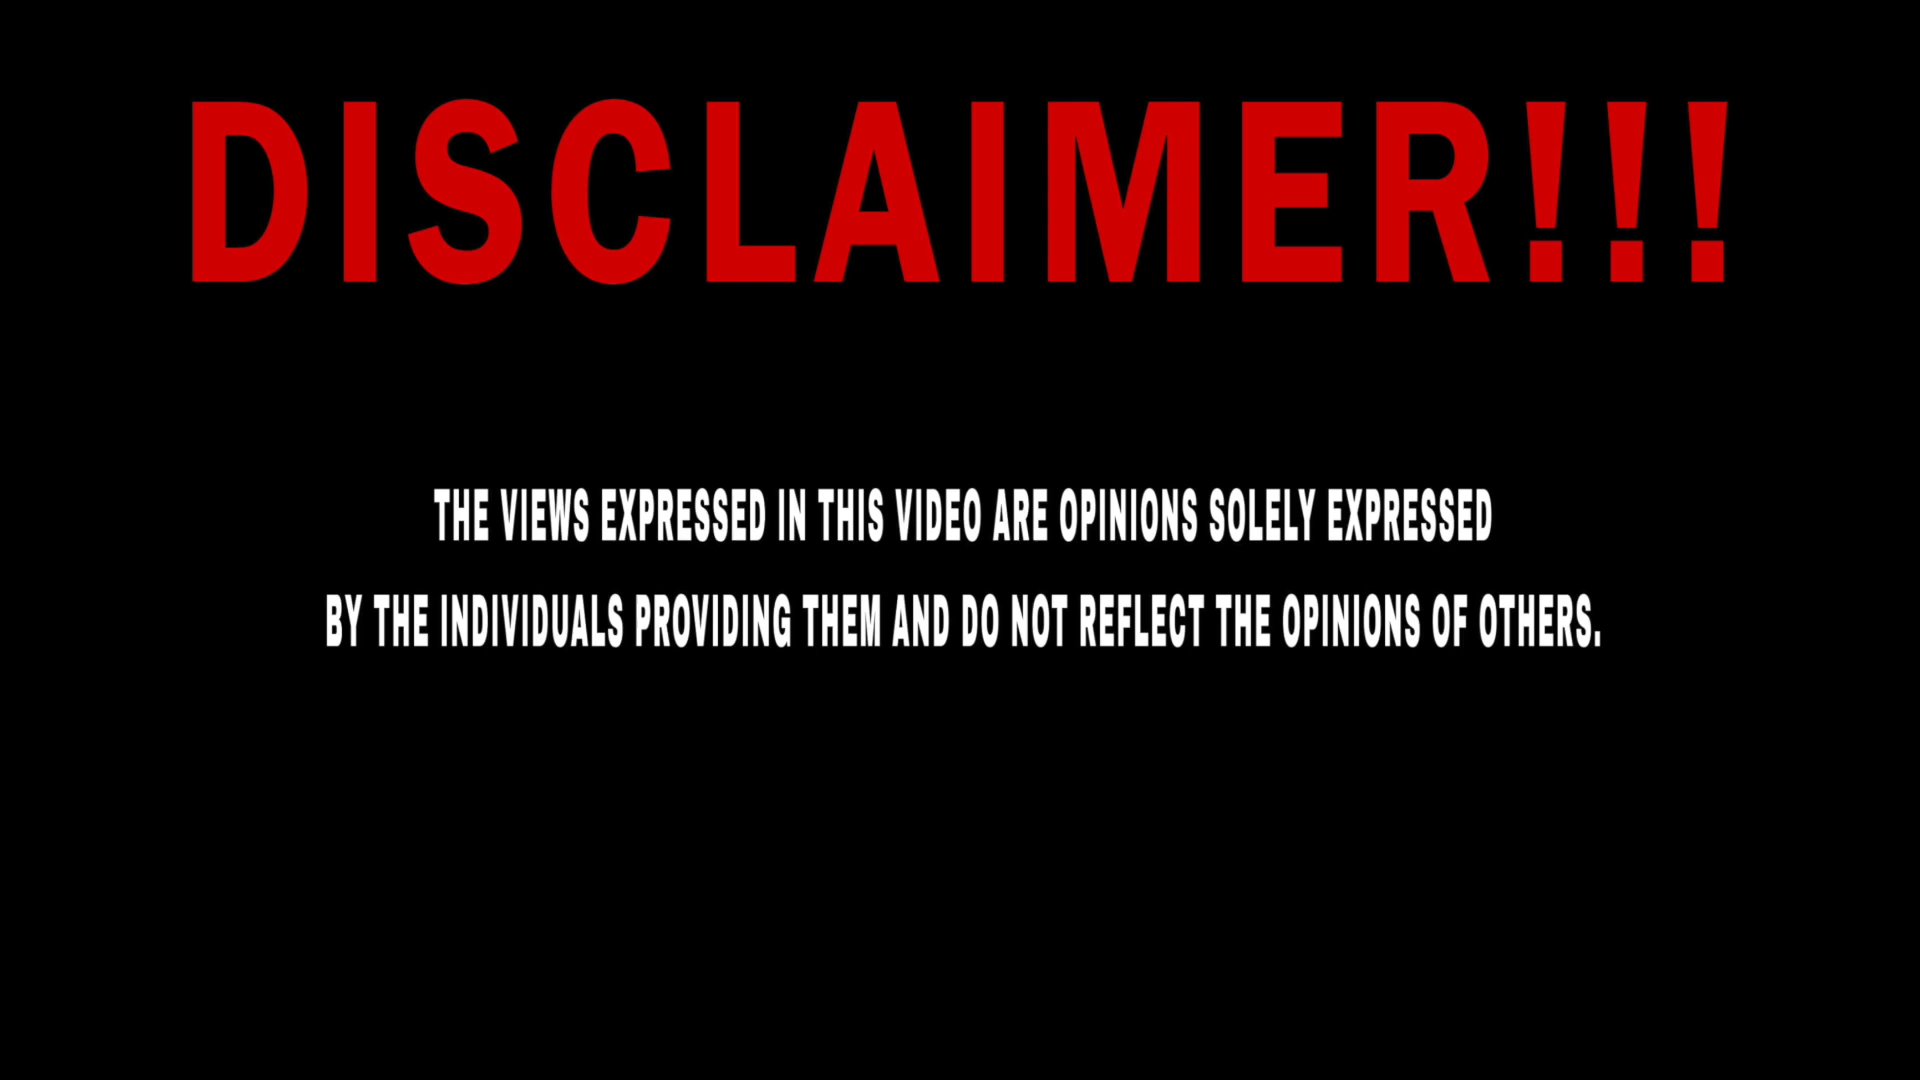 DISCLAIMER!!!
THE VIEWS EXPRESSED IN THIS VIDEO ARE OPINIONS SOLELY EXPRESSED
BY THE INDIVIDUALS PROVIDING THEM AND DO NOT REFLECT THE OPINIONS OF OTHERS.